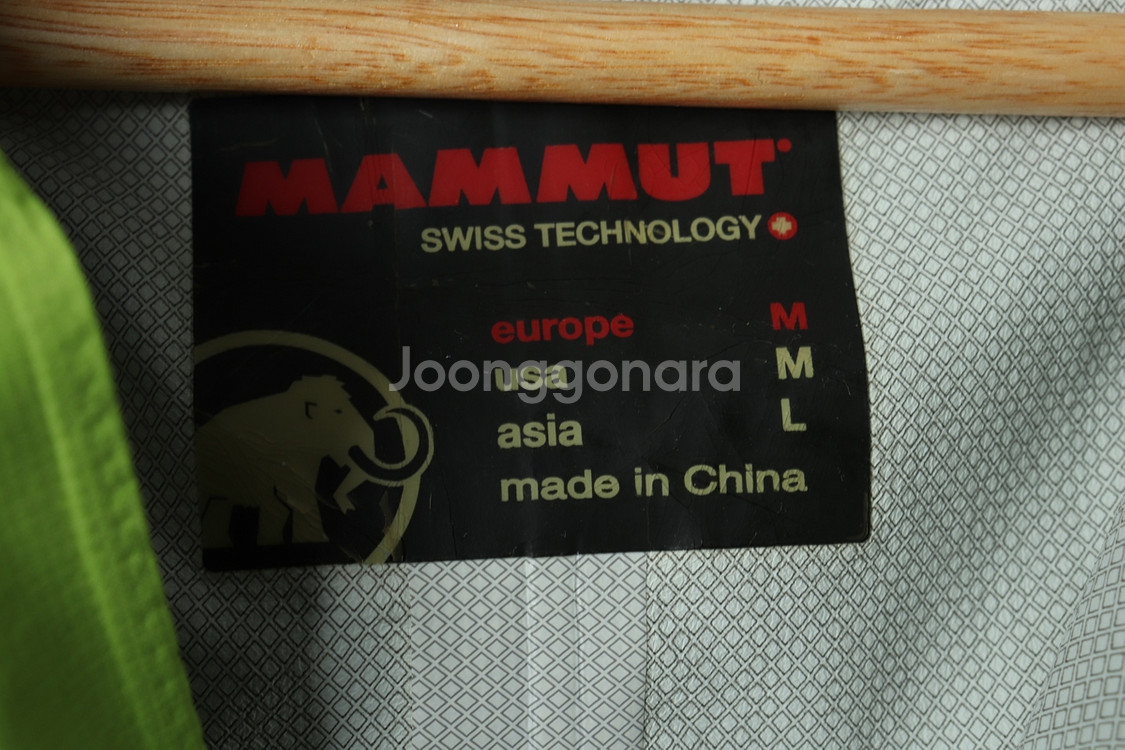 MAMMUT
SWISS TECHNOLOGY
europe M
usa M
asia L
made in China
Joonggonara